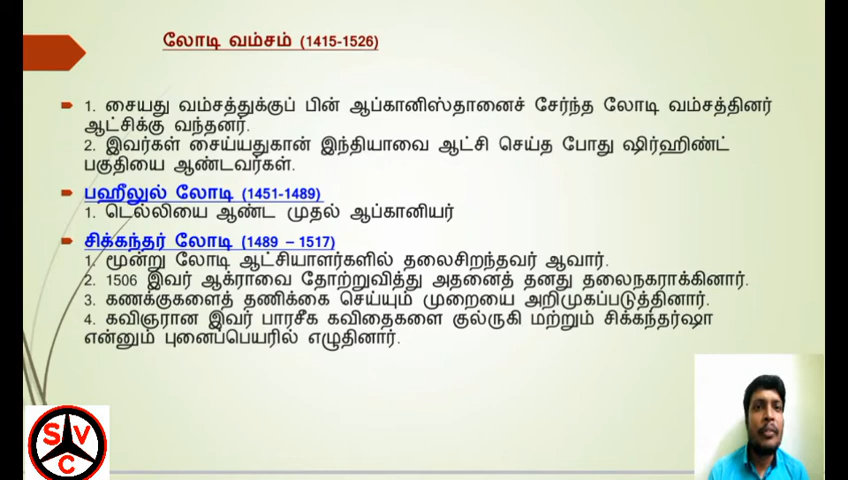 லோடி வம்சம் (1415-1526)
1. சையது வம்சத்துக்குப் பின் ஆப்கானிஸ்தானைச் சேர்ந்த லோடி வம்சத்தினர்
ஆட்சிக்கு வந்தனர்.
2. இவர்கள் சைய்யதுகான் இந்தியாவை ஆட்சி செய்த போது ஷிர்ஹிண்ட்
பகுதியை ஆண்டவர்கள்.
பஹீலுல் லோடி (1451-1489)
1. டெல்லியை ஆண்ட முதல் ஆப்கானியர்
சிக்கந்தர் லோடி (1489 – 1517)
1. மூன்று லோடி ஆட்சியாளர்களில் தலைசிறந்தவர் ஆவார்.
2. 1506 இவர் ஆக்ராவை தோற்றுவித்து அதனைத் தனது தலைநகராக்கினார்.
3. கணக்குகளைத் தணிக்கை செய்யும் முறையை அறிமுகப்படுத்தினார்.
4. கவிஞரான இவர் பாரசீக கவிதைகளை குல்ருகி மற்றும் சிக்கந்தர்ஷா
என்னும் புனைப்பெயரில் எழுதினார்.
S V
C